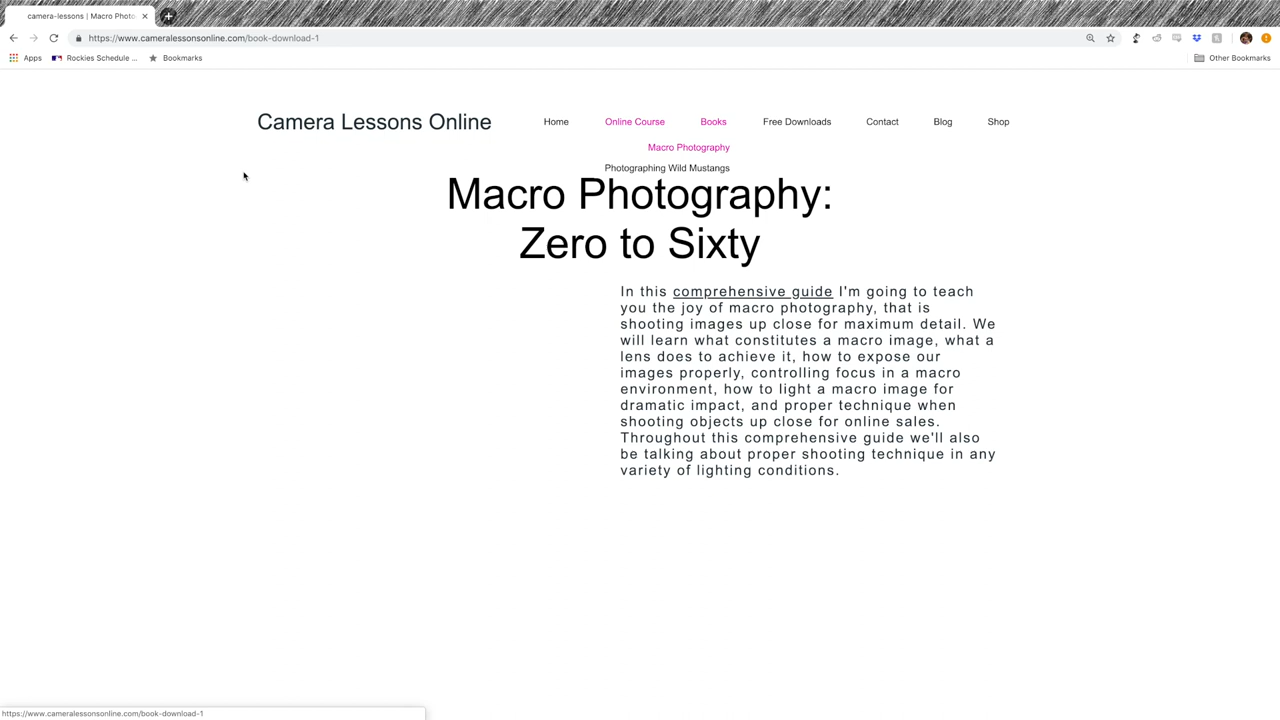 camera-lessons | Macro Photo
https://www.cameralessonsonline.com/book-download-1
Apps
Rockies Schedule ...
Bookmarks
Other Bookmarks
Camera Lessons Online
Home
Online Course
Books
Free Downloads
Contact
Blog
Shop
Macro Photography
Photographing Wild Mustangs
Macro Photography:
Zero to Sixty
In this comprehensive guide I'm going to teach
you the joy of macro photography, that is
shooting images up close for maximum detail. We
will learn what constitutes a macro image, what a
lens does to achieve it, how to expose our
images properly, controlling focus in a macro
environment, how to light a macro image for
dramatic impact, and proper technique when
shooting objects up close for online sales.
Throughout this comprehensive guide we'll also
be talking about proper shooting technique in any
variety of lighting conditions.
https://www.cameralessonsonline.com/book-download-1